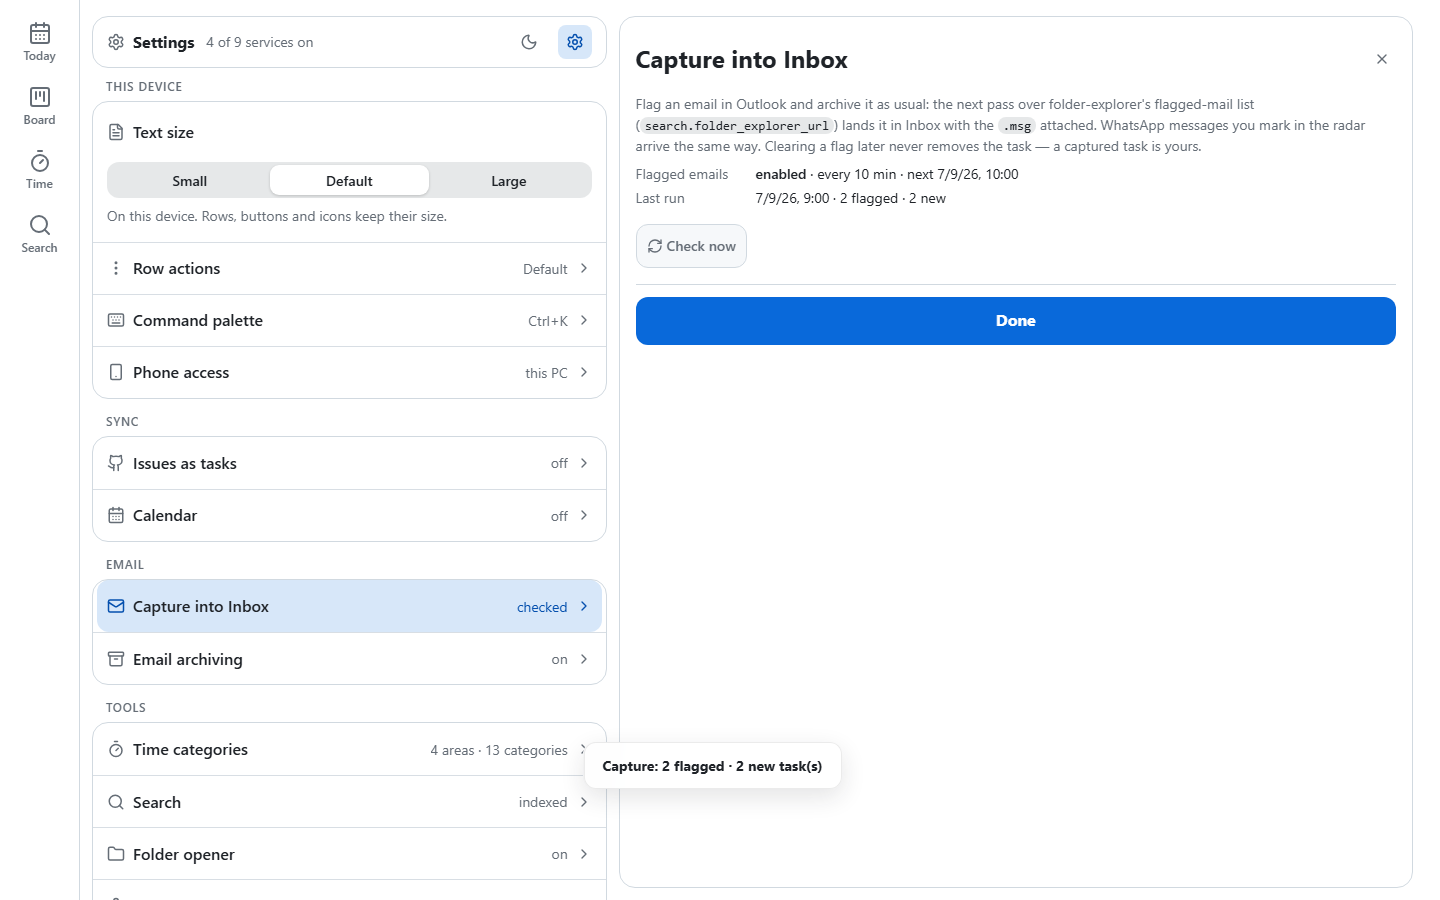 Today
Board
Time
Search
Settings 4 of 9 services on
THIS DEVICE
Text size
Small Default Large
On this device. Rows, buttons and icons keep their size.
Row actions Default
Command palette Ctrl+K
Phone access this PC
SYNC
Issues as tasks off
Calendar off
EMAIL
Capture into Inbox checked
Email archiving on
TOOLS
Time categories 4 areas · 13 categories
Search indexed
Folder opener on
Capture into Inbox
Flag an email in Outlook and archive it as usual: the next pass over folder-explorer's flagged-mail list
(search.folder_explorer_url) lands it in Inbox with the .msg attached. WhatsApp messages you mark in the radar
arrive the same way. Clearing a flag later never removes the task — a captured task is yours.
Flagged emails enabled · every 10 min · next 7/9/26, 10:00
Last run 7/9/26, 9:00 · 2 flagged · 2 new
Check now
Done
Capture: 2 flagged · 2 new task(s)